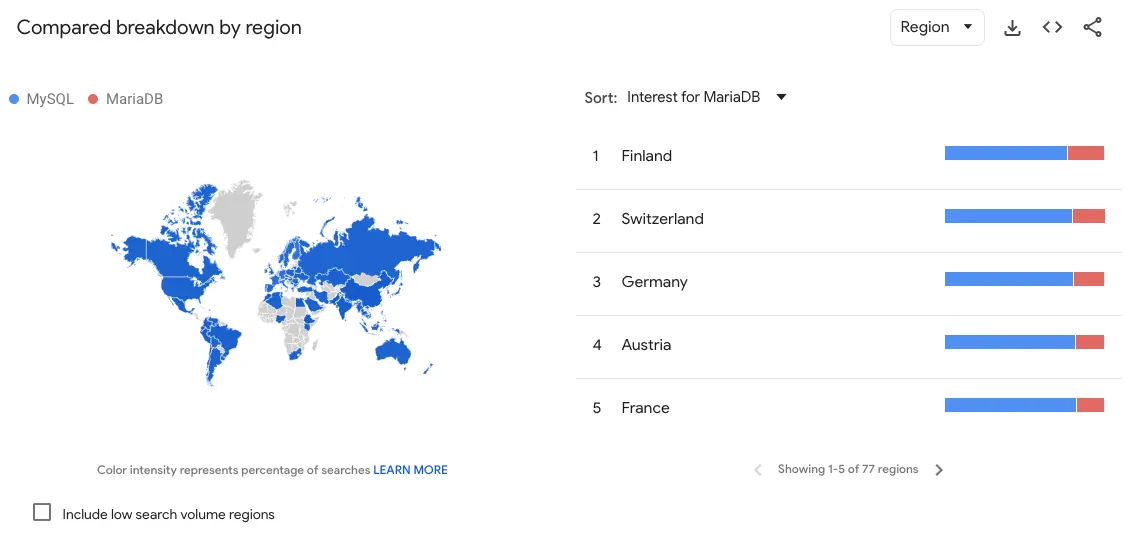 Compared breakdown by region
Region
MySQL MariaDB
Sort: Interest for MariaDB
1 Finland
2 Switzerland
3 Germany
4 Austria
5 France
Color intensity represents percentage of searches LEARN MORE
Showing 1-5 of 77 regions
Include low search volume regions